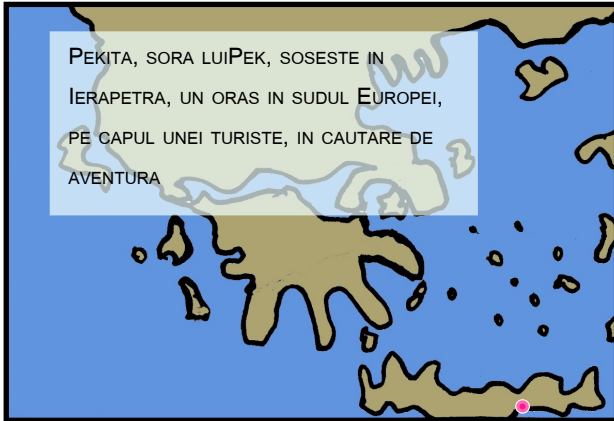 Pekita, sora luiPek, soseste in
Ierapetra, un oras in sudul Europei,
pe capul unei turiste, in cautare de
aventura